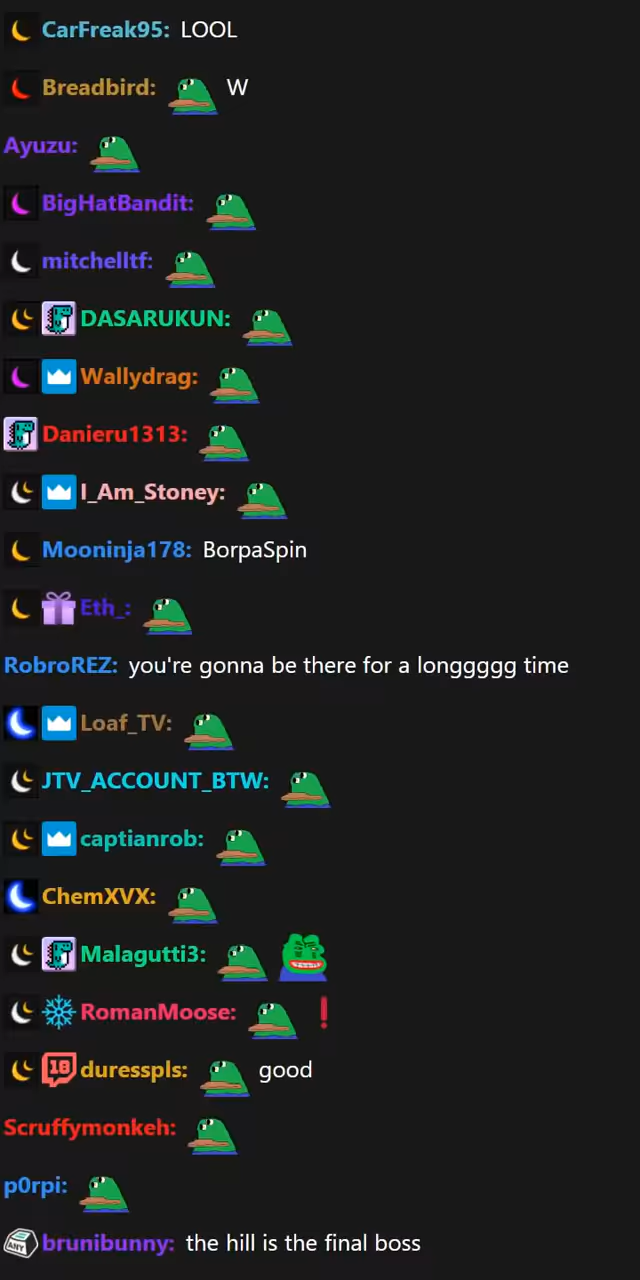 CarFreak95: LOOL
Breadbird: W
Ayuzu:
BigHatBandit:
mitchelltf:
DASARUKUN:
Wallydrag:
Danieru1313:
I_Am_Stoney:
Mooninja178: BorpaSpin
Eth_:
RobroREZ: you're gonna be there for a longgggg time
Loaf_TV:
JTV_ACCOUNT_BTW:
captianrob:
ChemXVX:
Malagutti3:
RomanMoose: ❗
18 duresspls: good
Scruffymonkeh:
p0rpi:
ANY brunibunny: the hill is the final boss